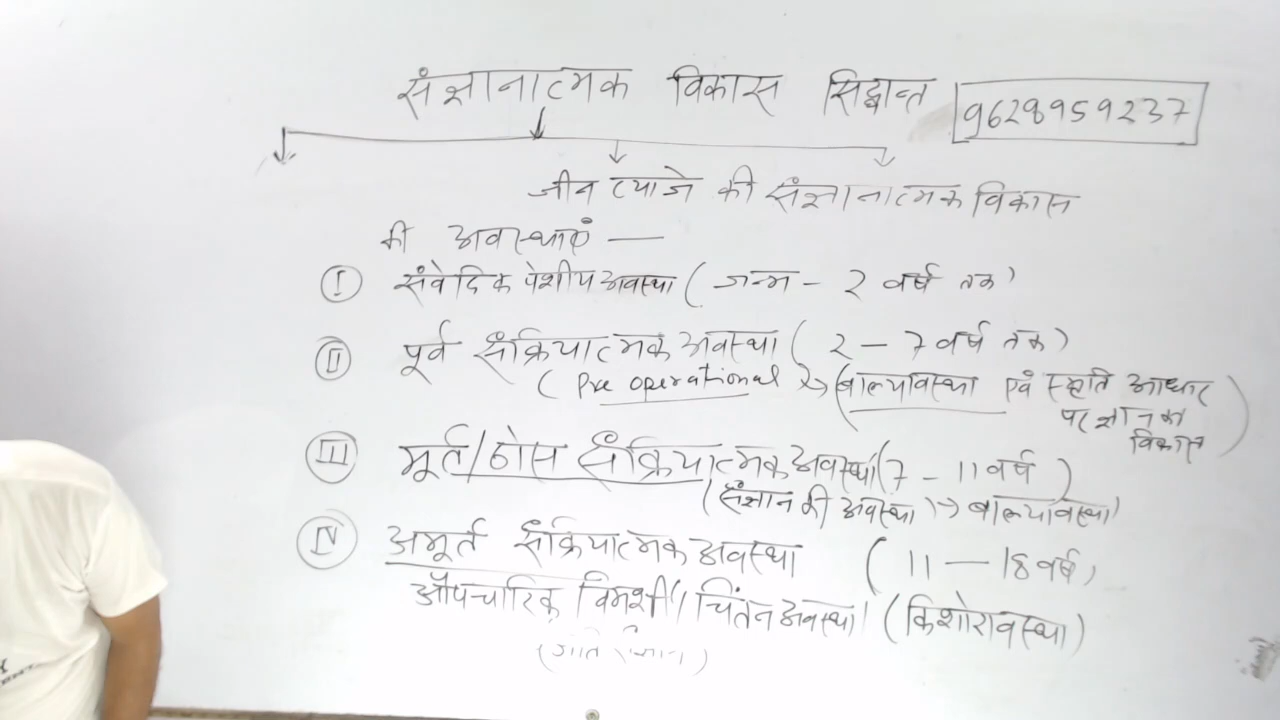 संज्ञानात्मक विकास सिद्धान्त 9628959237
जीन प्याजे की संज्ञानात्मक विकास
की अवस्थाएं —
I संवेदिक पेशीय अवस्था ( जन्म - 2 वर्ष तक )
II पूर्व संक्रियात्मक अवस्था ( 2 - 7 वर्ष तक )
( Pre operational ) → (बाल्यावस्था एवं स्मृति आधार
पर ज्ञान का
विकास )
III मूर्त/ठोस संक्रियात्मक अवस्था (7 - 11 वर्ष )
(संज्ञान की अवस्था ) → बाल्यावस्था)
IV अमूर्त संक्रियात्मक अवस्था ( 11 — 18 वर्ष)
औपचारिक विमर्शी / चिंतन अवस्था (किशोरावस्था)